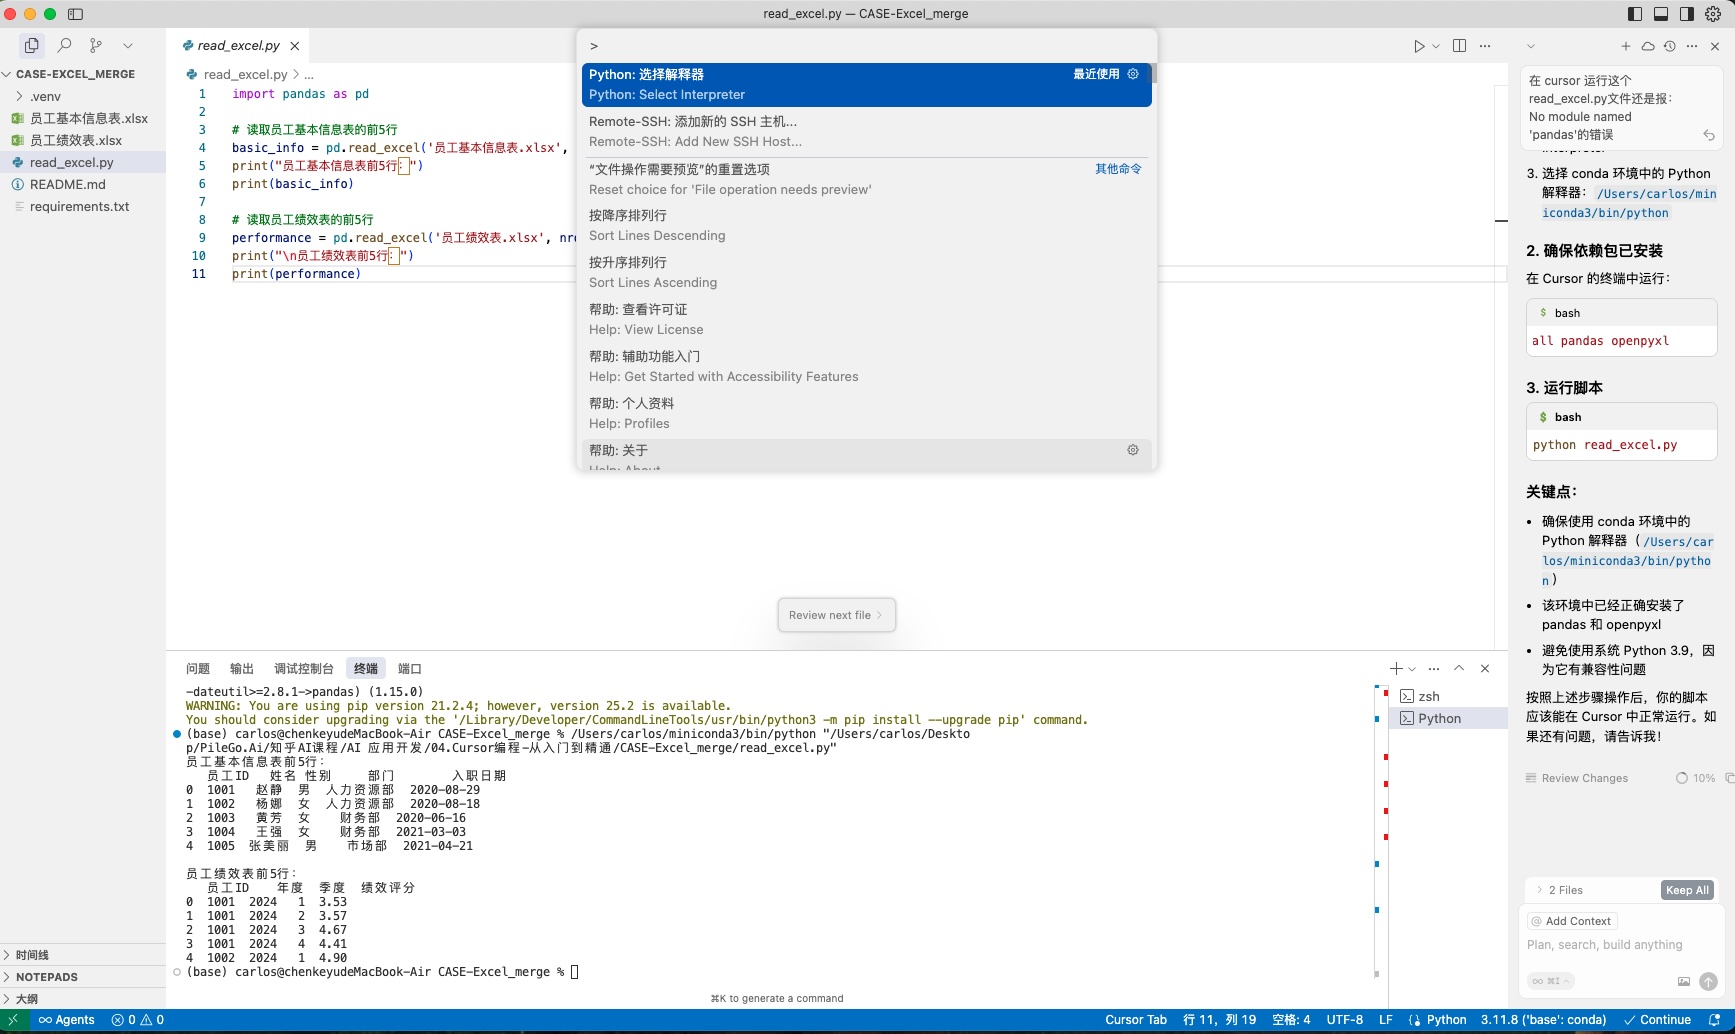 read_excel.py — CASE-Excel_merge
CASE-EXCEL_MERGE
.venv
员工基本信息表.xlsx
员工绩效表.xlsx
read_excel.py
README.md
requirements.txt
时间线
NOTEPADS
大纲
read_excel.py
read_excel.py > ...
1 import pandas as pd
2
3 # 读取员工基本信息表的前5行
4 basic_info = pd.read_excel('员工基本信息表.xlsx',
5 print("员工基本信息表前5行：")
6 print(basic_info)
7
8 # 读取员工绩效表的前5行
9 performance = pd.read_excel('员工绩效表.xlsx', nro
10 print("\n员工绩效表前5行：")
11 print(performance)
>
Python: 选择解释器 最近使用
Python: Select Interpreter
Remote-SSH: 添加新的 SSH 主机...
Remote-SSH: Add New SSH Host...
“文件操作需要预览”的重置选项 其他命令
Reset choice for 'File operation needs preview'
按降序排列行
Sort Lines Descending
按升序排列行
Sort Lines Ascending
帮助: 查看许可证
Help: View License
帮助: 辅助功能入门
Help: Get Started with Accessibility Features
帮助: 个人资料
Help: Profiles
帮助: 关于
Help: About
Review next file >
问题 输出 调试控制台 终端 端口
-dateutil>=2.8.1->pandas) (1.15.0)
WARNING: You are using pip version 21.2.4; however, version 25.2 is available.
You should consider upgrading via the '/Library/Developer/CommandLineTools/usr/bin/python3 -m pip install --upgrade pip' command.
(base) carlos@chenkeyudeMacBook-Air CASE-Excel_merge % /Users/carlos/miniconda3/bin/python "/Users/carlos/Deskto
p/PileGo.Ai/知乎AI课程/AI 应用开发/04.Cursor编程-从入门到精通/CASE-Excel_merge/read_excel.py"
员工基本信息表前5行：
员工ID 姓名 性别 部门 入职日期
0 1001 赵静 男 人力资源部 2020-08-29
1 1002 杨娜 女 人力资源部 2020-08-18
2 1003 黄芳 女 财务部 2020-06-16
3 1004 王强 女 财务部 2021-03-03
4 1005 张美丽 男 市场部 2021-04-21
员工绩效表前5行：
员工ID 年度 季度 绩效评分
0 1001 2024 1 3.53
1 1001 2024 2 3.57
2 1001 2024 3 4.67
3 1001 2024 4 4.41
4 1002 2024 1 4.90
(base) carlos@chenkeyudeMacBook-Air CASE-Excel_merge %
⌘K to generate a command
zsh
Python
在 cursor 运行这个
read_excel.py文件还是报：
No module named
'pandas'的错误
3. 选择 conda 环境中的 Python
解释器：/Users/carlos/min
iconda3/bin/python
2. 确保依赖包已安装
在 Cursor 的终端中运行：
$ bash
all pandas openpyxl
3. 运行脚本
$ bash
python read_excel.py
关键点：
• 确保使用 conda 环境中的
Python 解释器（/Users/car
los/miniconda3/bin/pytho
n）
• 该环境中已经正确安装了
pandas 和 openpyxl
• 避免使用系统 Python 3.9，因
为它有兼容性问题
按照上述步骤操作后，你的脚本
应该能在 Cursor 中正常运行。如
果还有问题，请告诉我！
Review Changes 10%
2 Files Keep All
@ Add Context
Plan, search, build anything
∞ ⌘I
∞ Agents 0 0
Cursor Tab 行 11，列 19 空格: 4 UTF-8 LF Python 3.11.8 ('base': conda) Continue